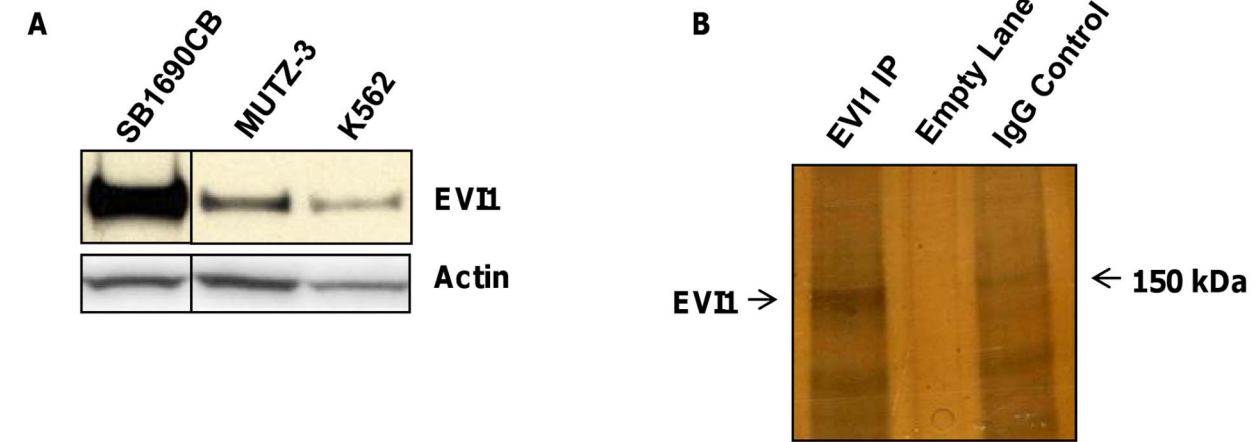 A
SB1690CB
MUTZ-3
K562
EVI1
Actin
B
EVI1 IP
Empty Lane
IgG Control
EVI1
150 kDa